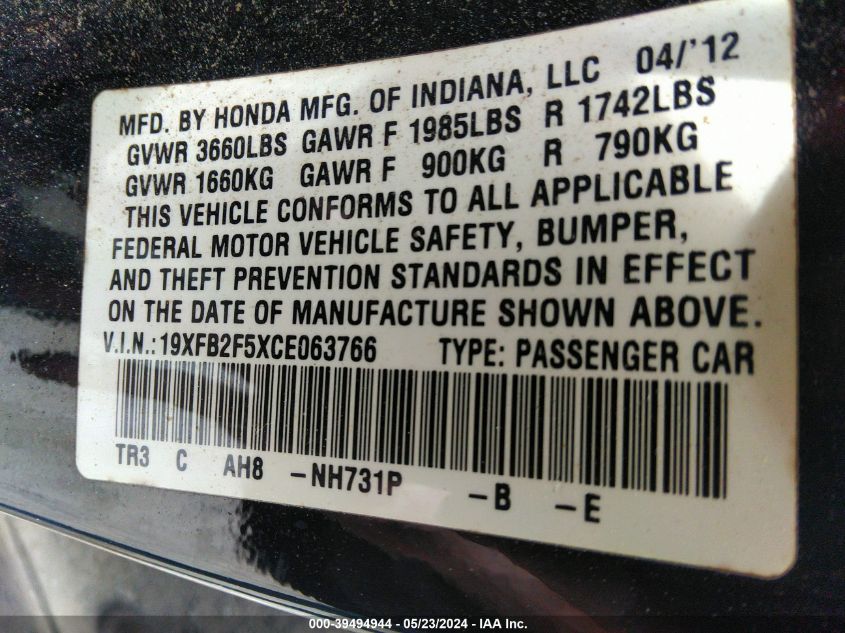 MFD. BY HONDA MFG. OF INDIANA, LLC 04/'12
GVWR 3660LBS GAWR F 1985LBS R 1742LBS
GVWR 1660KG GAWR F 900KG R 790KG
THIS VEHICLE CONFORMS TO ALL APPLICABLE
FEDERAL MOTOR VEHICLE SAFETY, BUMPER,
AND THEFT PREVENTION STANDARDS IN EFFECT
ON THE DATE OF MANUFACTURE SHOWN ABOVE.
V.I.N.: 19XFB2F5XCE063766 TYPE: PASSENGER CAR
TR3 C AH8 -NH731P -B -E
000-39494944 / 05/23/2024 - IAA Inc.